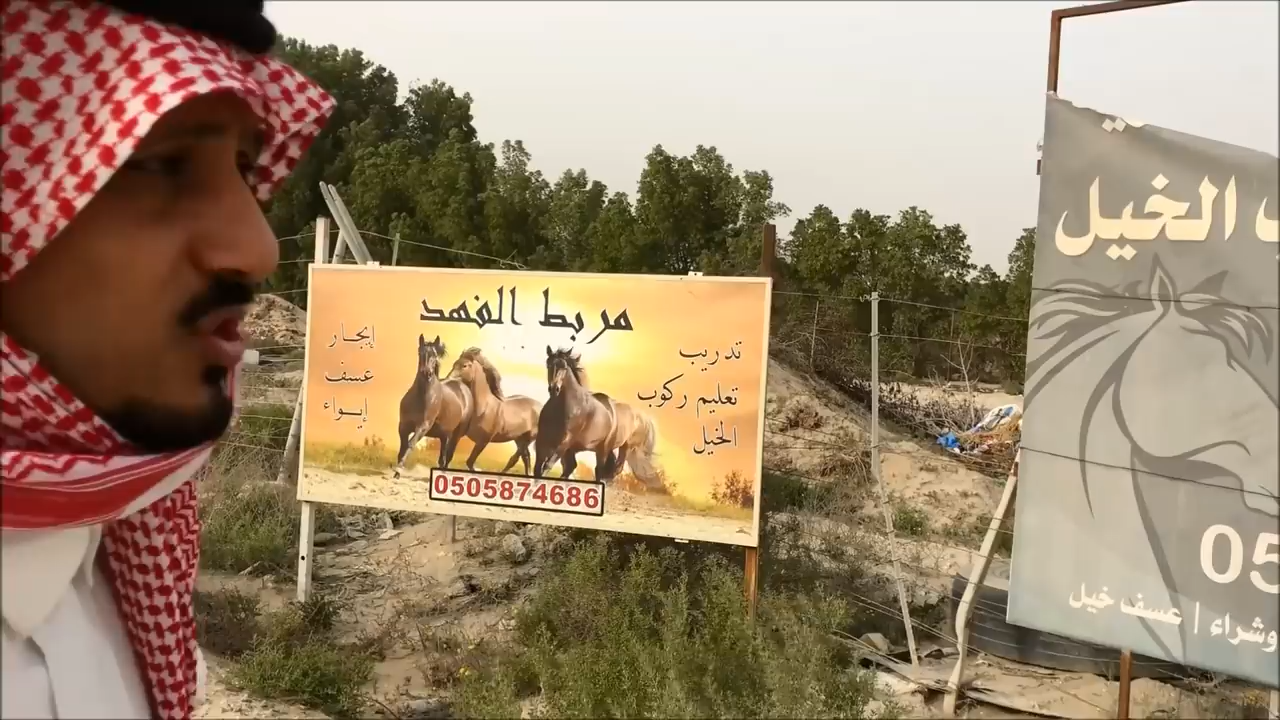 مربط الفهد
تدريب
تعليم ركوب
الخيل
إيجار
عسف
إيواء
0505874686
الخيل
05
وشراء | عسف خيل